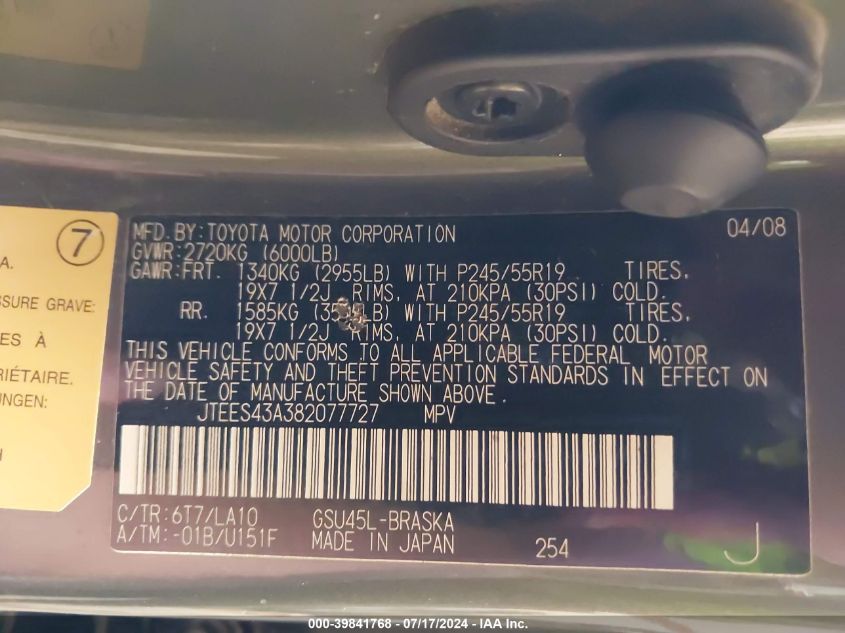 7
A.
SSURE GRAVE:
ES À
RIÉTAIRE.
UNGEN:
H
MFD.BY:TOYOTA MOTOR CORPORATION 04/08
GVWR:2720KG (6000LB)
GAWR:FRT. 1340KG (2955LB) WITH P245/55R19 TIRES,
19X7 1/2J RIMS, AT 210KPA (30PSI) COLD.
RR. 1585KG LB) WITH P245/55R19 TIRES,
19X7 1/2J RIMS, AT 210KPA (30PSI) COLD.
THIS VEHICLE CONFORMS TO ALL APPLICABLE FEDERAL MOTOR
VEHICLE SAFETY AND THEFT PREVENTION STANDARDS IN EFFECT ON
THE DATE OF MANUFACTURE SHOWN ABOVE.
JTEES43A382077727 MPV
C/TR:6T7/LA10 GSU45L-BRASKA
A/TM:-01B/U151F MADE IN JAPAN 254 J
000-39841768 - 07/17/2024 - IAA Inc.